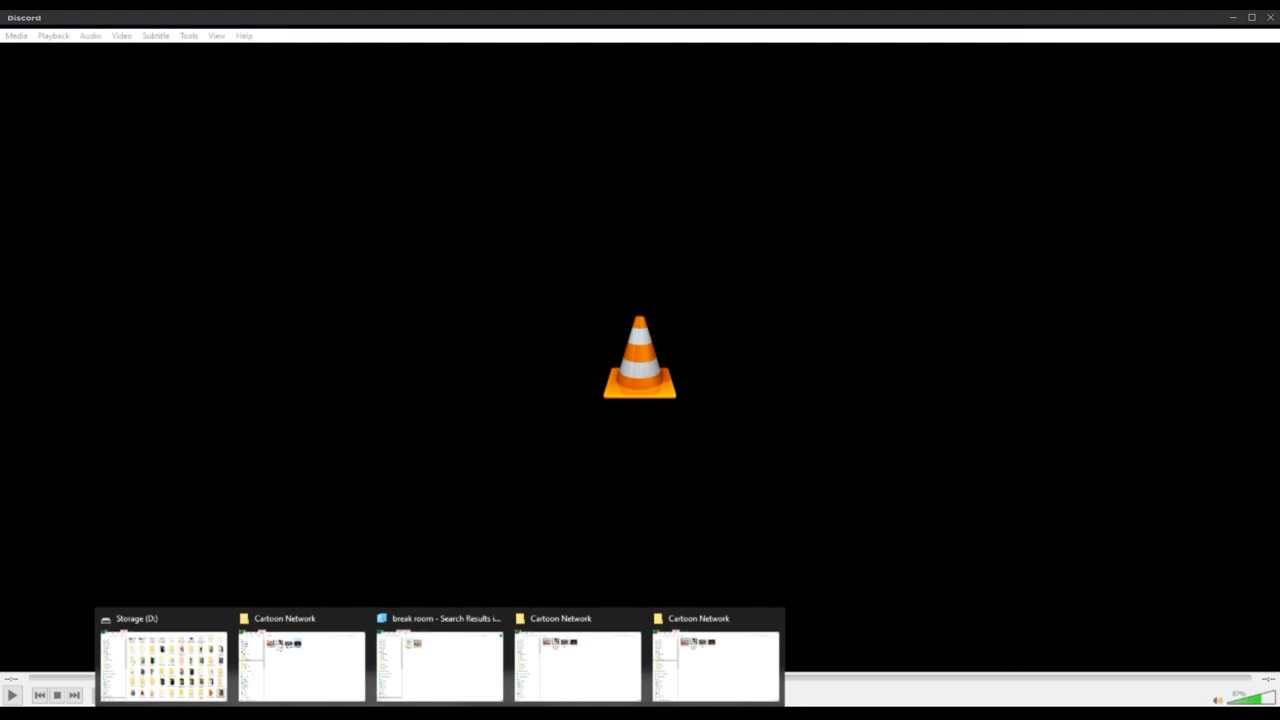 Discord
Media Playback Audio Video Subtitle Tools View Help
Storage (D:) Cartoon Network break room - Search Results i... Cartoon Network Cartoon Network
--:-- --:--
67%